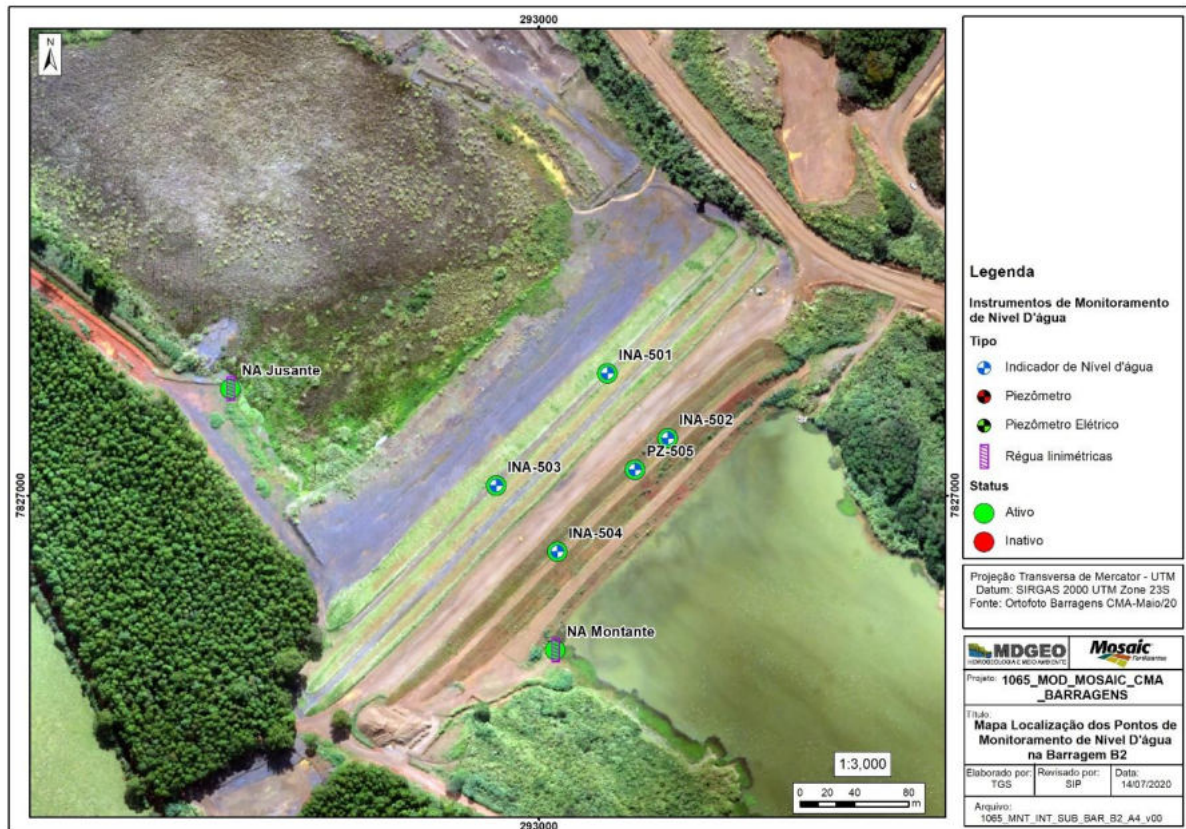 293000
N
7827000
7827000
NA Jusante
INA-501
INA-502
PZ-505
INA-503
INA-504
NA Montante
1:3,000
0 20 40 80
m
293000
Legenda
Instrumentos de Monitoramento
de Nível D'água
Tipo
Indicador de Nível d'água
Piezômetro
Piezômetro Elétrico
Régua linimétricas
Status
Ativo
Inativo
Projeção Transversa de Mercator - UTM
Datum: SIRGAS 2000 UTM Zone 23S
Fonte: Ortofoto Barragens CMA-Maio/20
MDGEO
HIDROGEOLOGIA E MEIO AMBIENTE
Mosaic
Fertilizantes
Projeto: 1065_MOD_MOSAIC_CMA
_BARRAGENS
Título:
Mapa Localização dos Pontos de
Monitoramento de Nível D'água
na Barragem B2
Elaborado por:
TGS
Revisado por:
SIP
Data:
14/07/2020
Arquivo:
1065_MNT_INT_SUB_BAR_B2_A4_v00